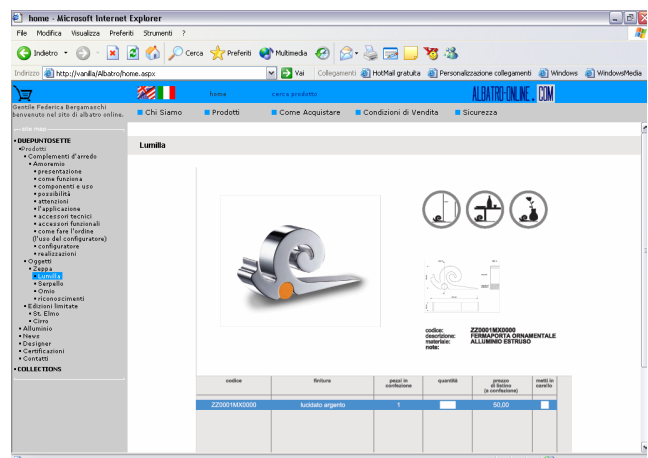 home - Microsoft Internet Explorer
File Modifica Visualizza Preferiti Strumenti ?
Indietro Cerca Preferiti Multimedia
Indirizzo http://vanilla/Albatro/home.aspx Vai Collegamenti HotMail gratuita Personalizzazione collegamenti Windows WindowsMedia
home cerca prodotto ALBATRO-ONLINE. COM
Gentile Federica Bergamaschi
benvenuto nel sito di albatro online.
Chi Siamo Prodotti Come Acquistare Condizioni di Vendita Sicurezza
site map
DUEPUNTOSETTE
Prodotti
Complementi d'arredo
Amoremio
presentazione
come funziona
componenti e uso
possibilità
attenzioni
l'applicazione
accessori tecnici
accessori funzionali
come fare l'ordine
(l'uso del configuratore)
configuratore
realizzazioni
Oggetti
Zeppa
Lumilla
Serpello
Omio
riconoscimenti
Edizioni limitate
St. Elmo
Cirro
Alluminio
News
Designer
Certificazioni
Contatti
COLLECTIONS
Lumilla
codice: ZZ0001MX0000
descrizione: FERMAPORTA ORNAMENTALE
materiale: ALLUMINIO ESTRUSO
note:
codice finitura pezzi in confezione quantità prezzo di listino (a confezione) metti in carrello
ZZ0001MX0000 lucidato argento 1 50,00